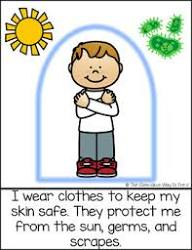 I wear clothes to keep my
skin safe. They protect me
from the sun, germs, and
scrapes.